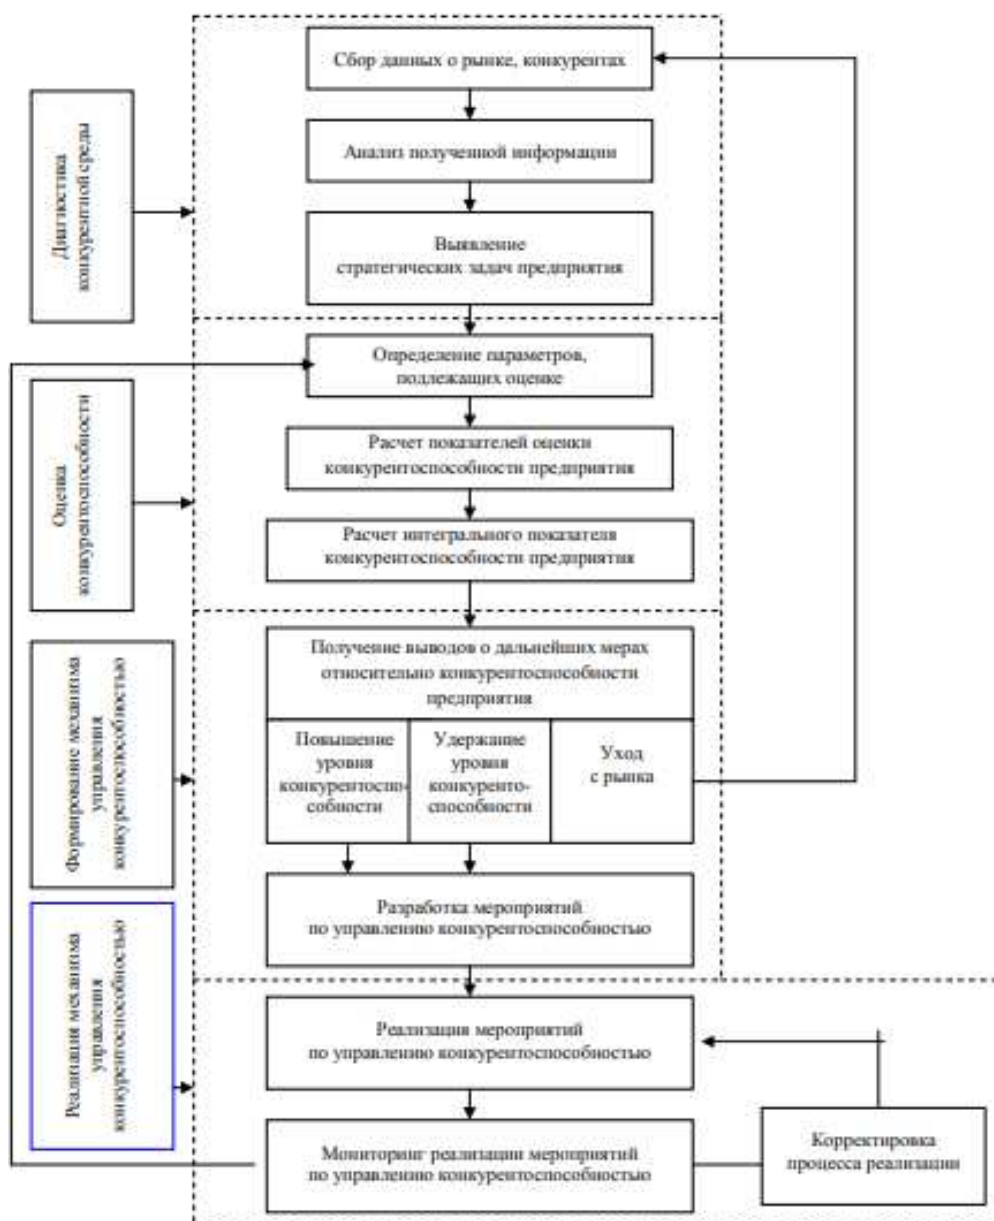 Сбор данных о рынке, конкурентах
Анализ полученной информации
Выявление
стратегических задач предприятия
Диагностика
конкурентной среды
Определение параметров,
подлежащих оценке
Расчет показателей оценки
конкурентоспособности предприятия
Расчет интегрального показателя
конкурентоспособности предприятия
Оценка
конкурентоспособности
Получение выводов о дальнейших мерах
относительно конкурентоспособности
предприятия
Повышение
уровня
конкурентоспо-
собности
Удержание
уровня
конкуренто-
способности
Уход
с рынка
Разработка мероприятий
по управлению конкурентоспособностью
Формирование механизма
управления
конкурентоспособностью
Реализация мероприятий
по управлению конкурентоспособностью
Мониторинг реализации мероприятий
по управлению конкурентоспособностью
Корректировка
процесса реализации
Реализация механизма
управления
конкурентоспособностью